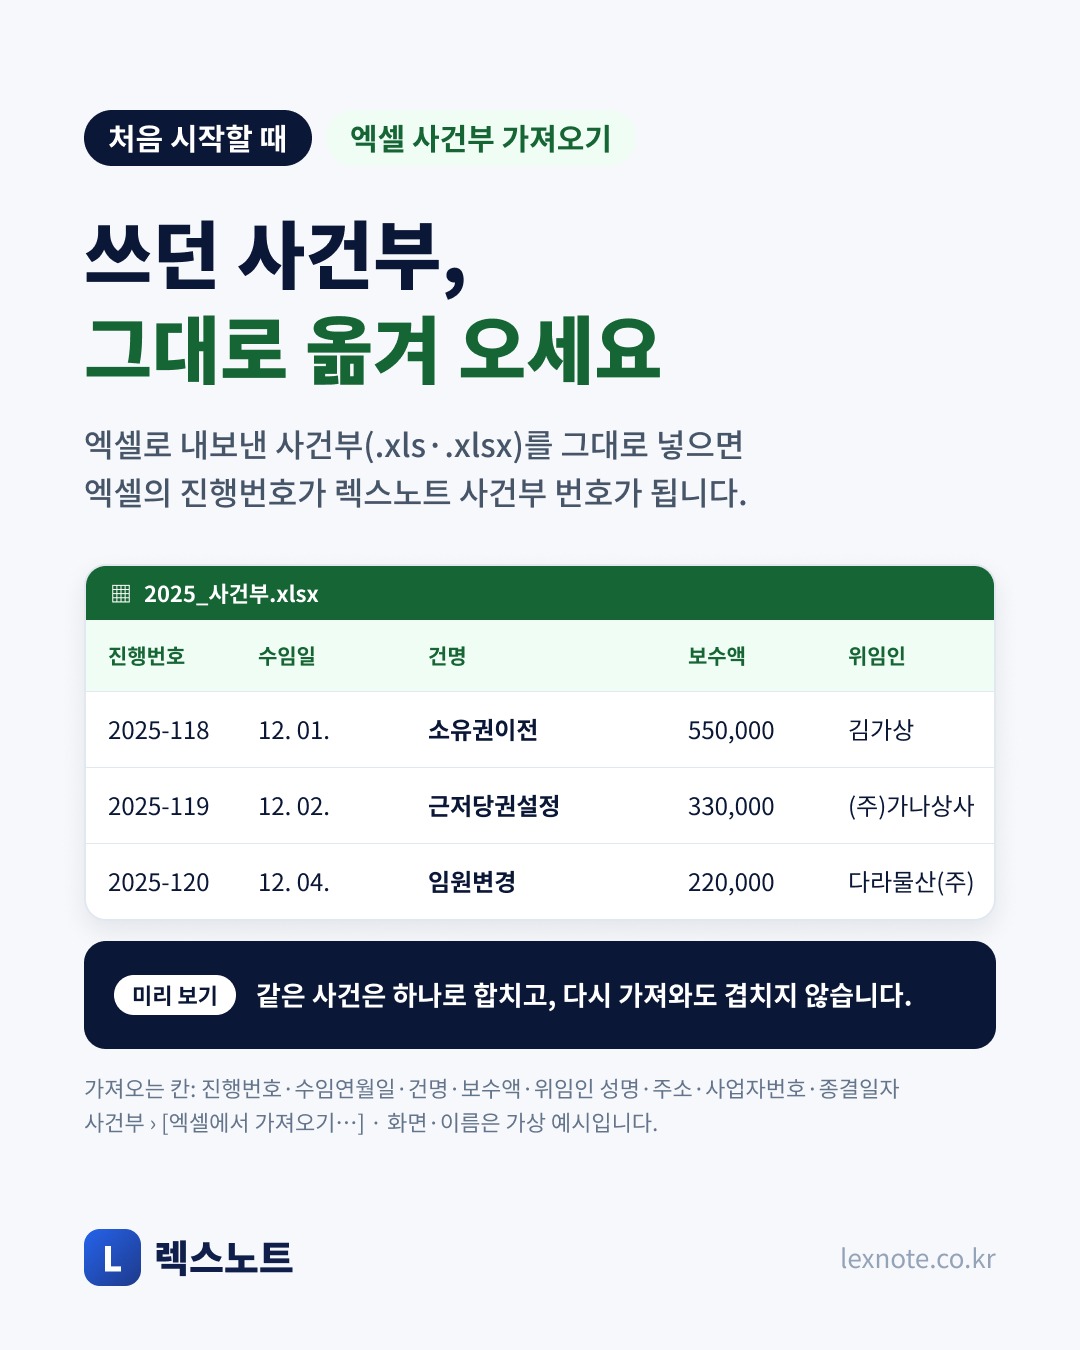 처음 시작할 때 엑셀 사건부 가져오기
쓰던 사건부,
그대로 옮겨 오세요
엑셀로 내보낸 사건부(.xls·.xlsx)를 그대로 넣으면
엑셀의 진행번호가 렉스노트 사건부 번호가 됩니다.
▦ 2025_사건부.xlsx
진행번호 수임일 건명 보수액 위임인
2025-118 12. 01. 소유권이전 550,000 김가상
2025-119 12. 02. 근저당권설정 330,000 (주)가나상사
2025-120 12. 04. 임원변경 220,000 다라물산(주)
미리 보기 같은 사건은 하나로 합치고, 다시 가져와도 겹치지 않습니다.
가져오는 칸: 진행번호·수임연월일·건명·보수액·위임인 성명·주소·사업자번호·종결일자
사건부 › [엑셀에서 가져오기…] · 화면·이름은 가상 예시입니다.
L 렉스노트
lexnote.co.kr